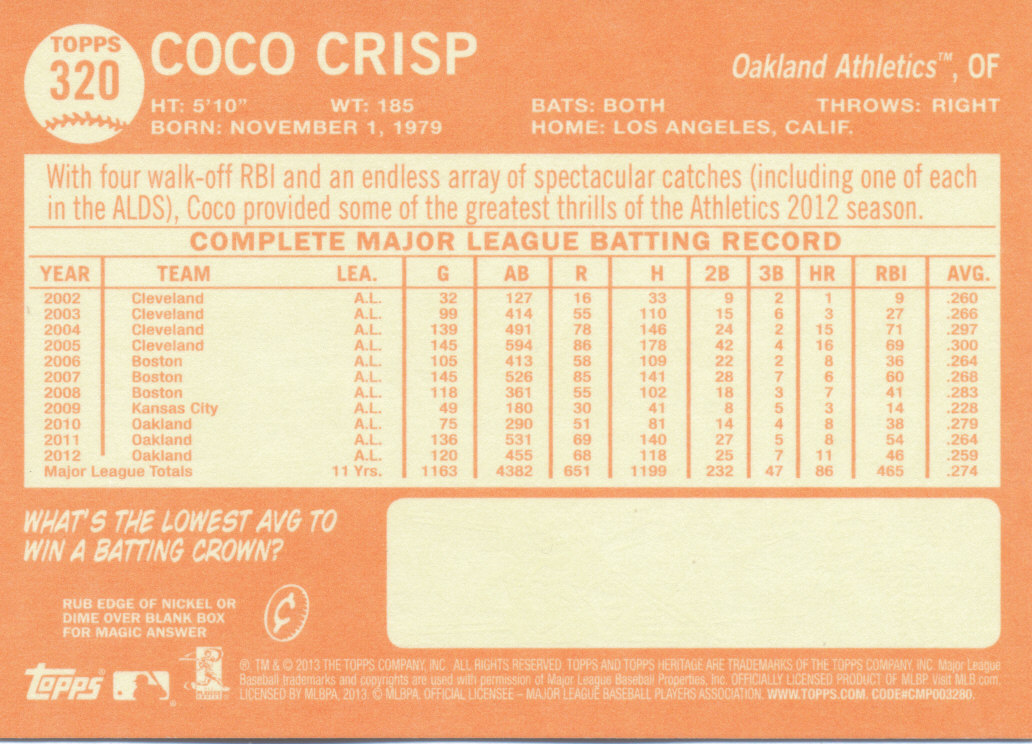 TOPPS
320
COCO CRISP
Oakland Athletics™, OF
HT: 5'10" WT: 185 BATS: BOTH THROWS: RIGHT
BORN: NOVEMBER 1, 1979 HOME: LOS ANGELES, CALIF.
With four walk-off RBI and an endless array of spectacular catches (including one of each
in the ALDS), Coco provided some of the greatest thrills of the Athletics 2012 season.
COMPLETE MAJOR LEAGUE BATTING RECORD
YEAR TEAM LEA. G AB R H 2B 3B HR RBI AVG.
2002 Cleveland A.L. 32 127 16 33 9 2 1 9 .260
2003 Cleveland A.L. 99 414 55 110 15 6 3 27 .266
2004 Cleveland A.L. 139 491 78 146 24 2 15 71 .297
2005 Cleveland A.L. 145 594 86 178 42 4 16 69 .300
2006 Boston A.L. 105 413 58 109 22 2 8 36 .264
2007 Boston A.L. 145 526 85 141 28 7 6 60 .268
2008 Boston A.L. 118 361 55 102 18 3 7 41 .283
2009 Kansas City A.L. 49 180 30 41 8 5 3 14 .228
2010 Oakland A.L. 75 290 51 81 14 4 8 38 .279
2011 Oakland A.L. 136 531 69 140 27 5 8 54 .264
2012 Oakland A.L. 120 455 68 118 25 7 11 46 .259
Major League Totals 11 Yrs. 1163 4382 651 1199 232 47 86 465 .274
WHAT'S THE LOWEST AVG TO
WIN A BATTING CROWN?
RUB EDGE OF NICKEL OR
DIME OVER BLANK BOX
FOR MAGIC ANSWER
¢
Topps®
®, TM & © 2013 THE TOPPS COMPANY, INC. ALL RIGHTS RESERVED. TOPPS AND TOPPS HERITAGE ARE TRADEMARKS OF THE TOPPS COMPANY, INC. Major League
Baseball trademarks and copyrights are used with permission of Major League Baseball Properties, Inc. OFFICIALLY LICENSED PRODUCT OF MLBP Visit MLB.com.
LICENSED BY MLBPA, 2013. © MLBPA. OFFICIAL LICENSEE – MAJOR LEAGUE BASEBALL PLAYERS ASSOCIATION. WWW.TOPPS.COM. CODE#CMP003280.